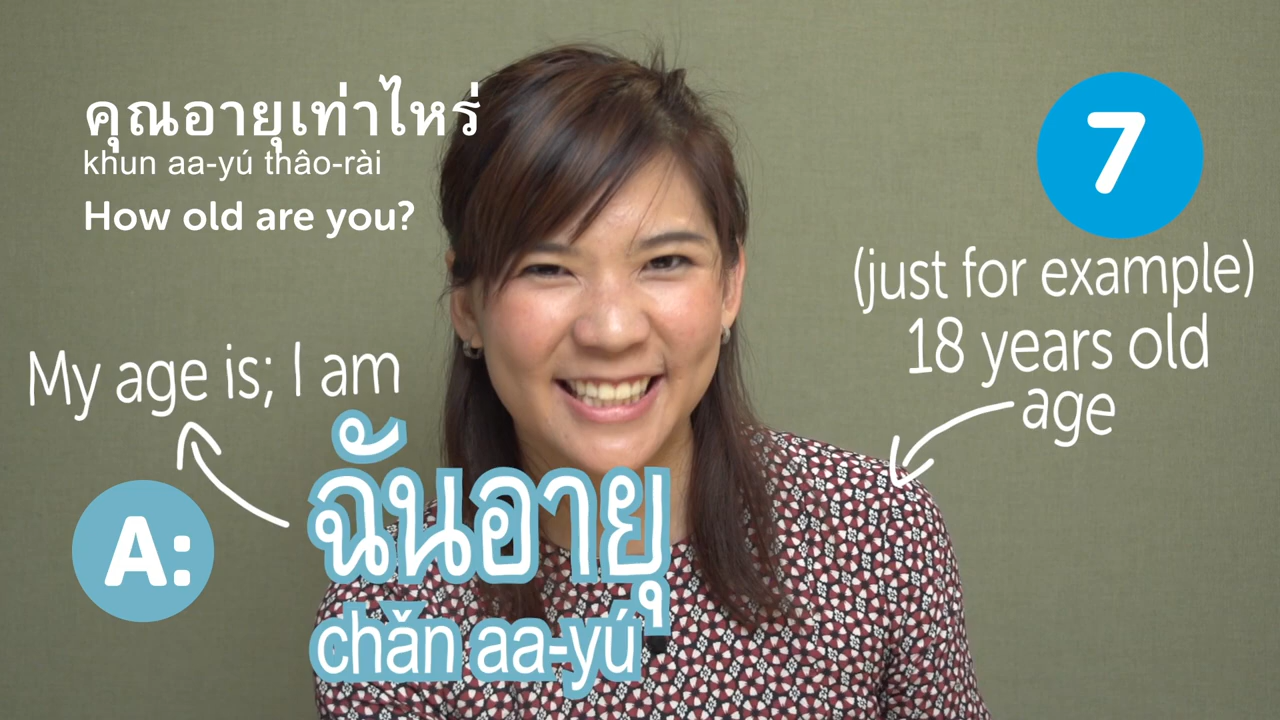 คุณอายุเท่าไหร่
khun aa-yú thâo-rài
How old are you?
7
(just for example)
18 years old
age
My age is; I am
A:
ฉันอายุ
chǎn aa-yú